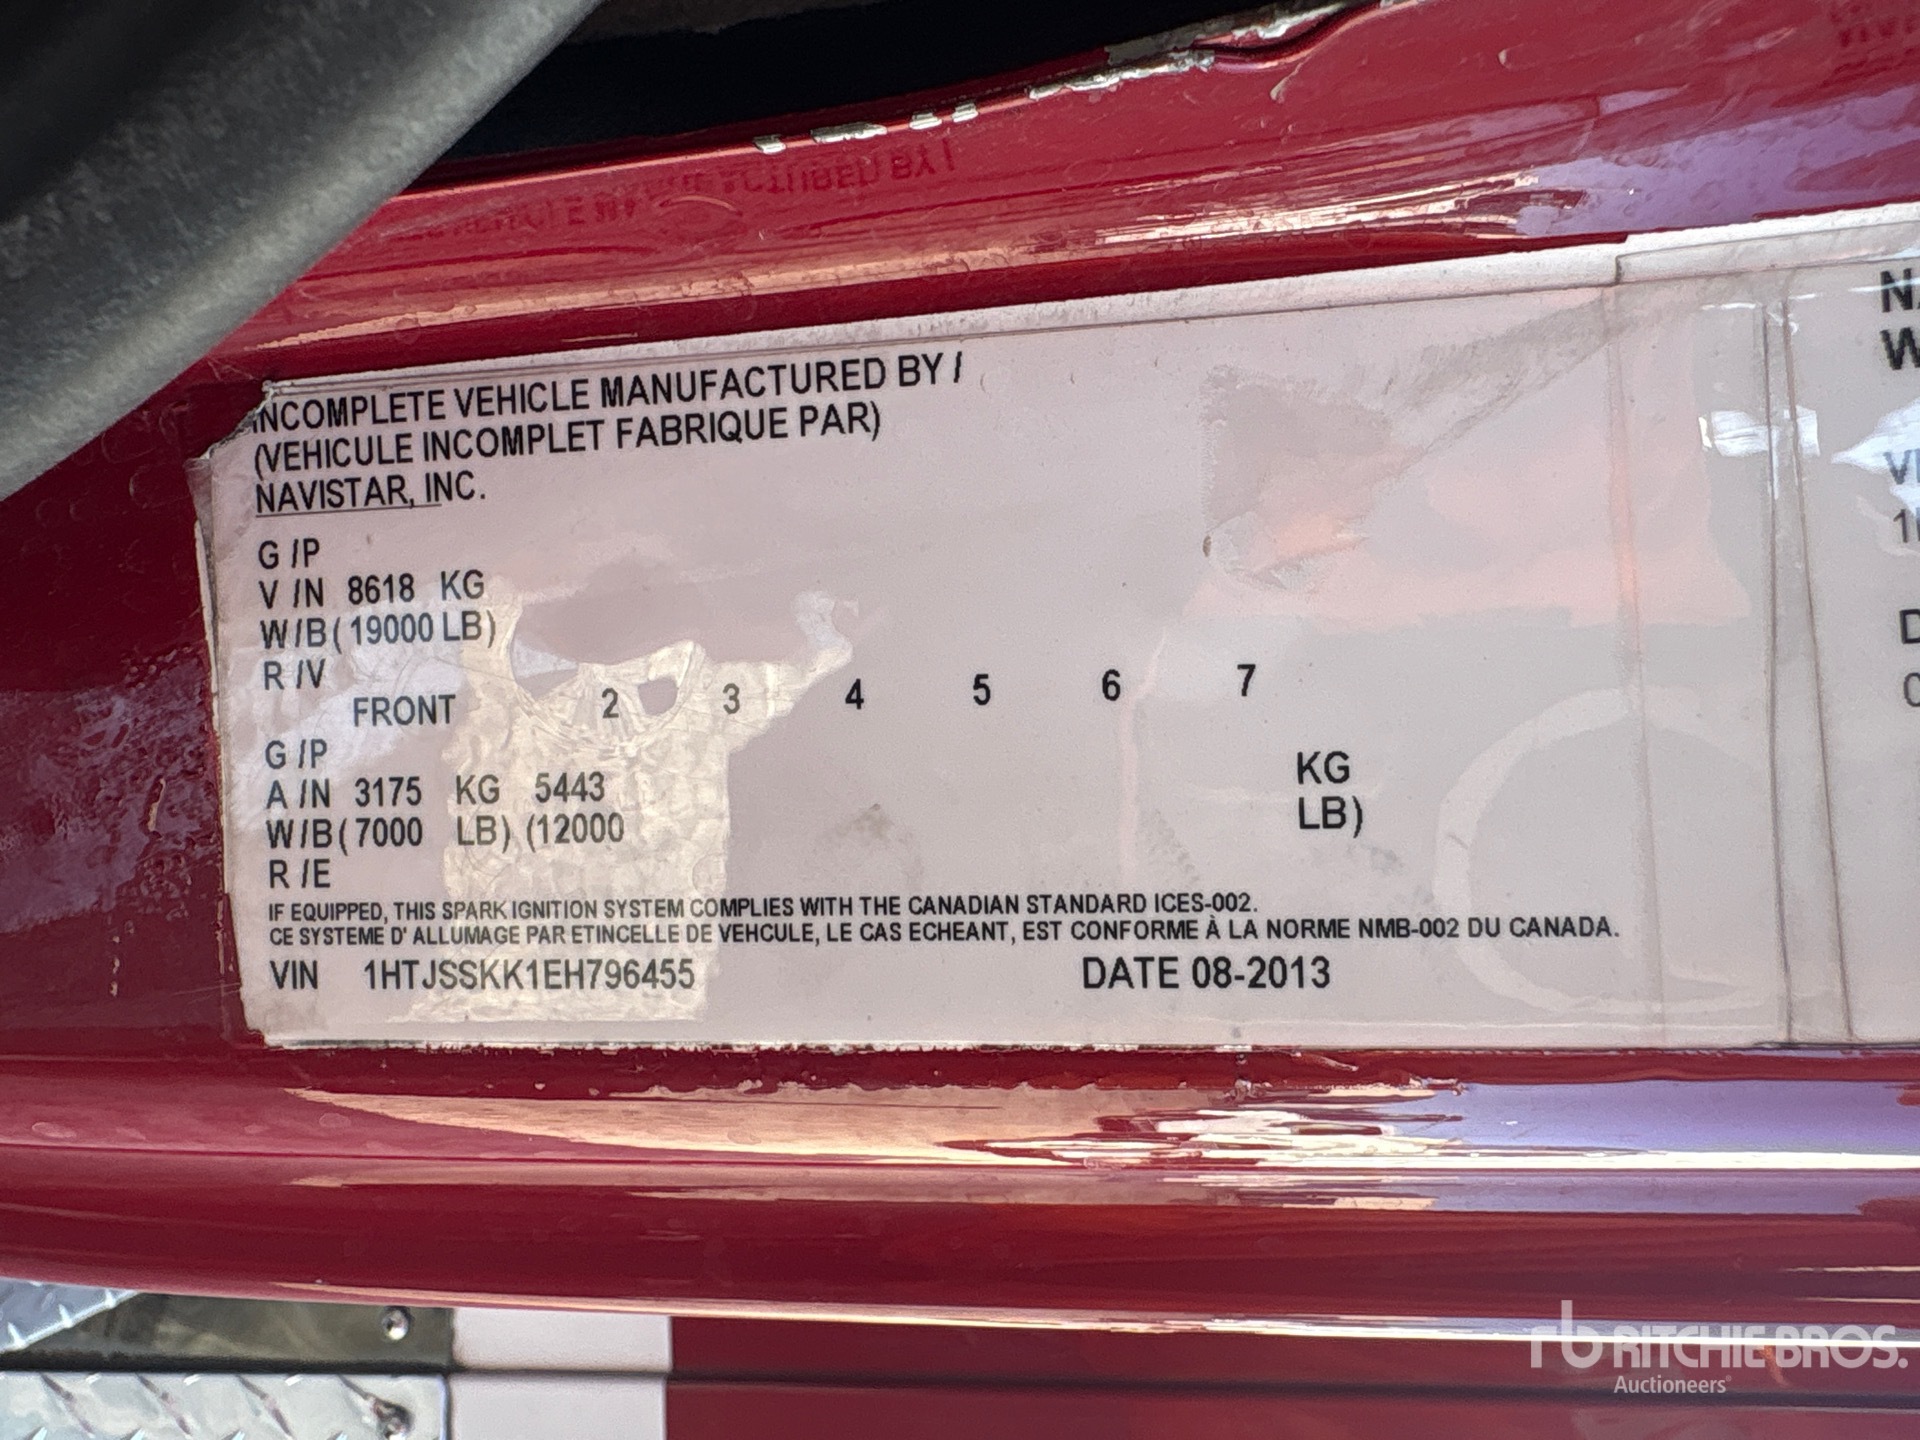 INCOMPLETE VEHICLE MANUFACTURED BY /
(VEHICULE INCOMPLET FABRIQUE PAR)
NAVISTAR, INC.
G /P
V /N 8618 KG
W/B( 19000 LB)
R /V
FRONT 2 3 4 5 6 7
G /P
A /N 3175 KG 5443 KG
W/B( 7000 LB) (12000 LB)
R /E
IF EQUIPPED, THIS SPARK IGNITION SYSTEM COMPLIES WITH THE CANADIAN STANDARD ICES-002.
CE SYSTEME D' ALLUMAGE PAR ETINCELLE DE VEHCULE, LE CAS ECHEANT, EST CONFORME À LA NORME NMB-002 DU CANADA.
VIN 1HTJSSKK1EH796455 DATE 08-2013
rb RITCHIE BROS.
Auctioneers